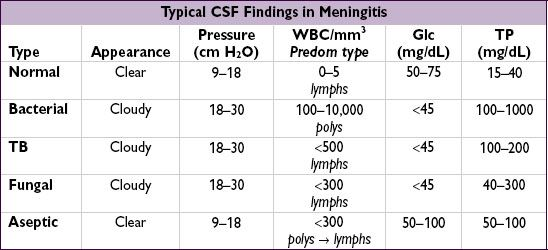 Typical CSF Findings in Meningitis
Type Appearance Pressure (cm H2O) WBC/mm³ Predom type Glc (mg/dL) TP (mg/dL)
Normal Clear 9–18 0–5 50–75 15–40
lymphs
Bacterial Cloudy 18–30 100–10,000 <45 100–1000
polys
TB Cloudy 18–30 <500 <45 100–200
lymphs
Fungal Cloudy 18–30 <300 <45 40–300
lymphs
Aseptic Clear 9–18 <300 50–100 50–100
polys → lymphs